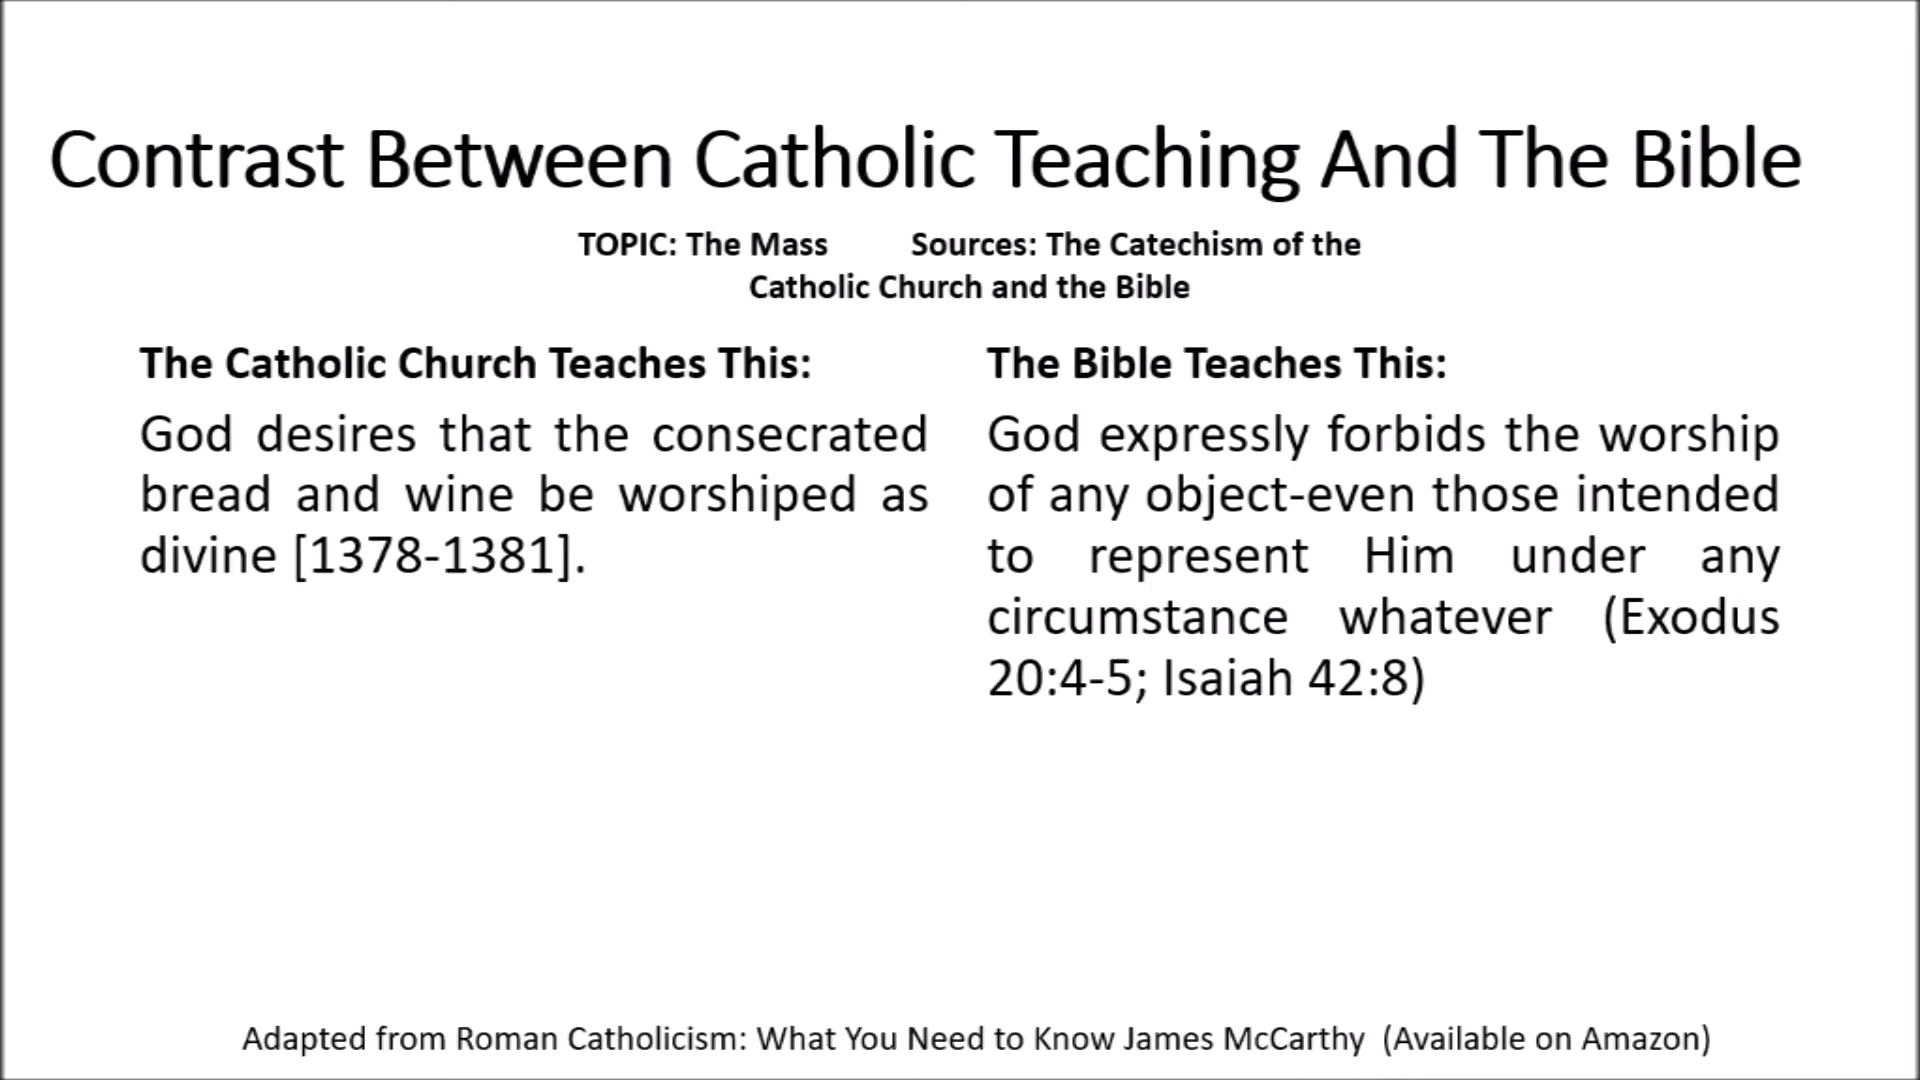 Contrast Between Catholic Teaching And The Bible
TOPIC: The Mass Sources: The Catechism of the
Catholic Church and the Bible
The Catholic Church Teaches This:
God desires that the consecrated
bread and wine be worshiped as
divine [1378-1381].
The Bible Teaches This:
God expressly forbids the worship
of any object-even those intended
to represent Him under any
circumstance whatever (Exodus
20:4-5; Isaiah 42:8)
Adapted from Roman Catholicism: What You Need to Know James McCarthy (Available on Amazon)